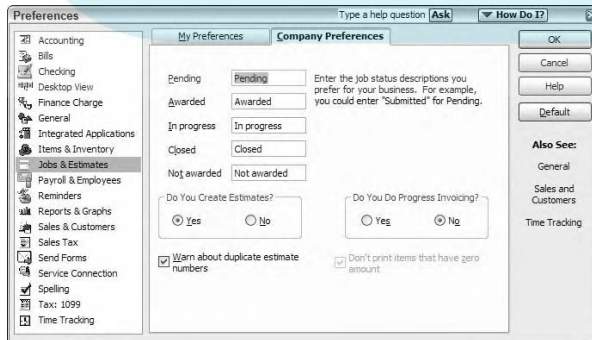 Preferences
Type a help question Ask
How Do I?
Accounting
Bills
Checking
Desktop View
Finance Charge
General
Integrated Applications
Items & Inventory
Jobs & Estimates
Payroll & Employees
Reminders
Reports & Graphs
Sales & Customers
Sales Tax
Send Forms
Service Connection
Spelling
Tax: 1099
Time Tracking
My Preferences
Company Preferences
Pending Pending
Awarded Awarded
In progress In progress
Closed Closed
Not awarded Not awarded
Enter the job status descriptions you
prefer for your business. For example,
you could enter "Submitted" for Pending.
Do You Create Estimates?
Yes No
Do You Do Progress Invoicing?
Yes No
Warn about duplicate estimate
numbers
Don't print items that have zero
amount
OK
Cancel
Help
Default
Also See:
General
Sales and
Customers
Time Tracking